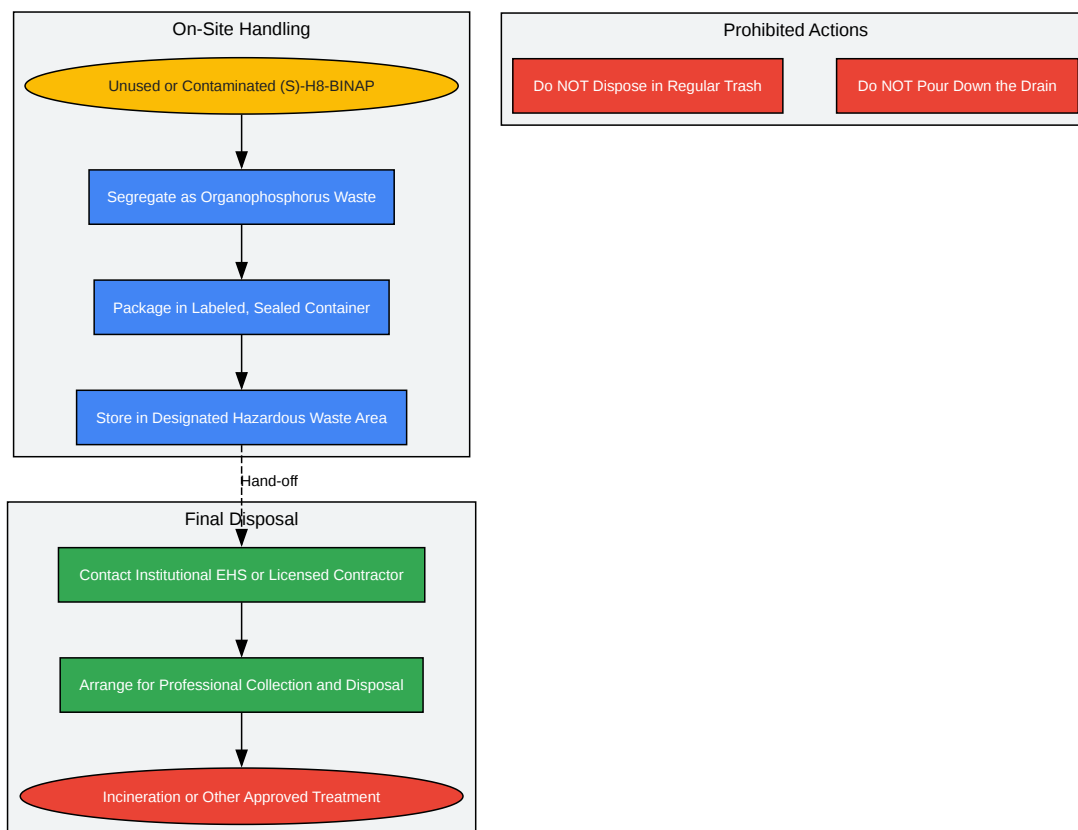 On-Site Handling
Unused or Contaminated (S)-H8-BINAP
Segregate as Organophosphorus Waste
Package in Labeled, Sealed Container
Store in Designated Hazardous Waste Area
Hand-off
Final Disposal
Contact Institutional EHS or Licensed Contractor
Arrange for Professional Collection and Disposal
Incineration or Other Approved Treatment
Prohibited Actions
Do NOT Dispose in Regular Trash
Do NOT Pour Down the Drain